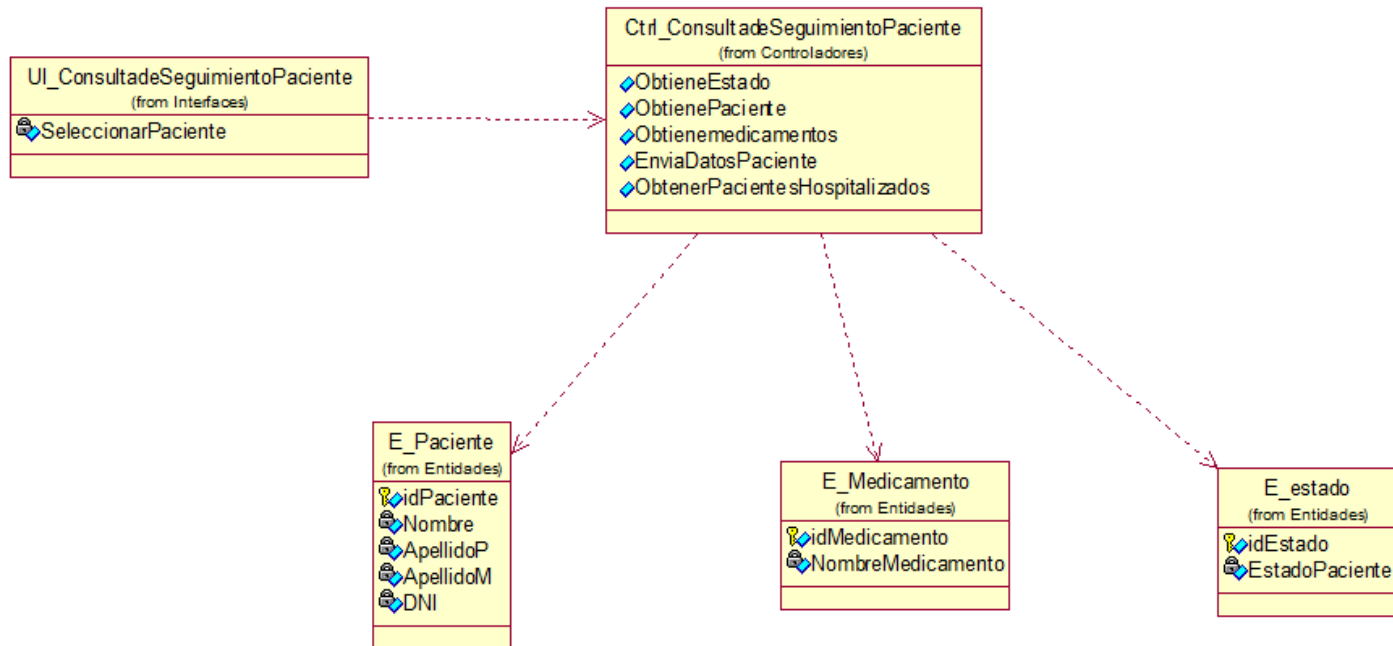 UI_ConsultadeSeguimientoPaciente
(from Interfaces)
SeleccionarPaciente
Ctrl_ConsultadeSeguimientoPaciente
(from Controladores)
ObtieneEstado
ObtienePaciente
Obtienemedicamentos
EnviaDatosPaciente
ObtenerPacientesHospitalizados
E_Paciente
(from Entidades)
idPaciente
Nombre
ApellidoP
ApellidoM
DNI
E_Medicamento
(from Entidades)
idMedicamento
NombreMedicamento
E_estado
(from Entidades)
idEstado
EstadoPaciente